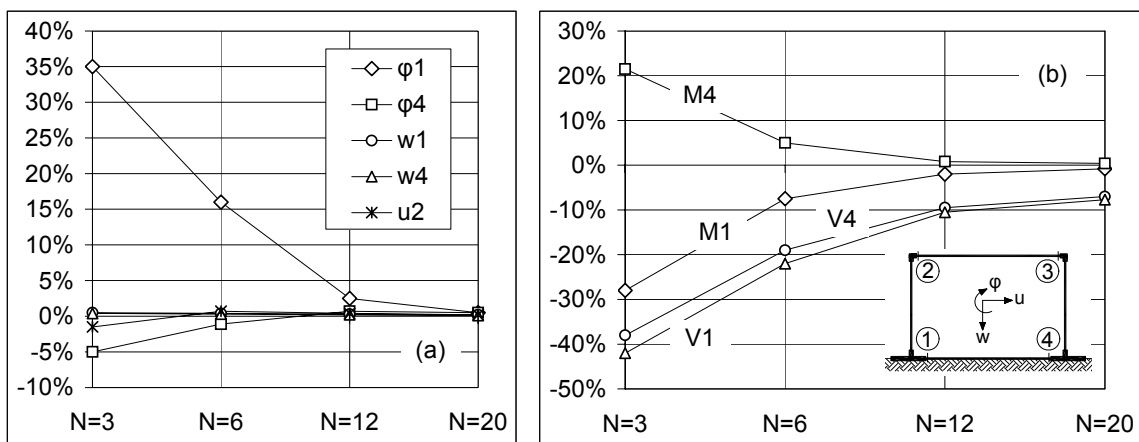 40%
35%
30%
25%
20%
15%
10%
5%
0%
-5%
-10%
N=3 N=6 N=12 N=20
φ1
φ4
w1
w4
u2
(a)
30%
20%
10%
0%
-10%
-20%
-30%
-40%
-50%
N=3 N=6 N=12 N=20
(b)
M4
M1
V4
V1
2 3
φ
u
w
1 4